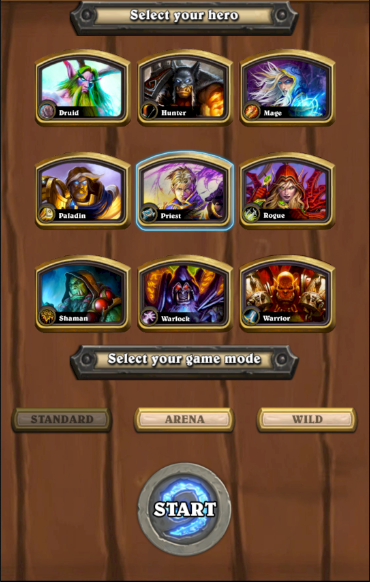 Select your hero
Druid
Hunter
Mage
Paladin
Priest
Rogue
Shaman
Warlock
Warrior
Select your game mode
STANDARD
ARENA
WILD
START